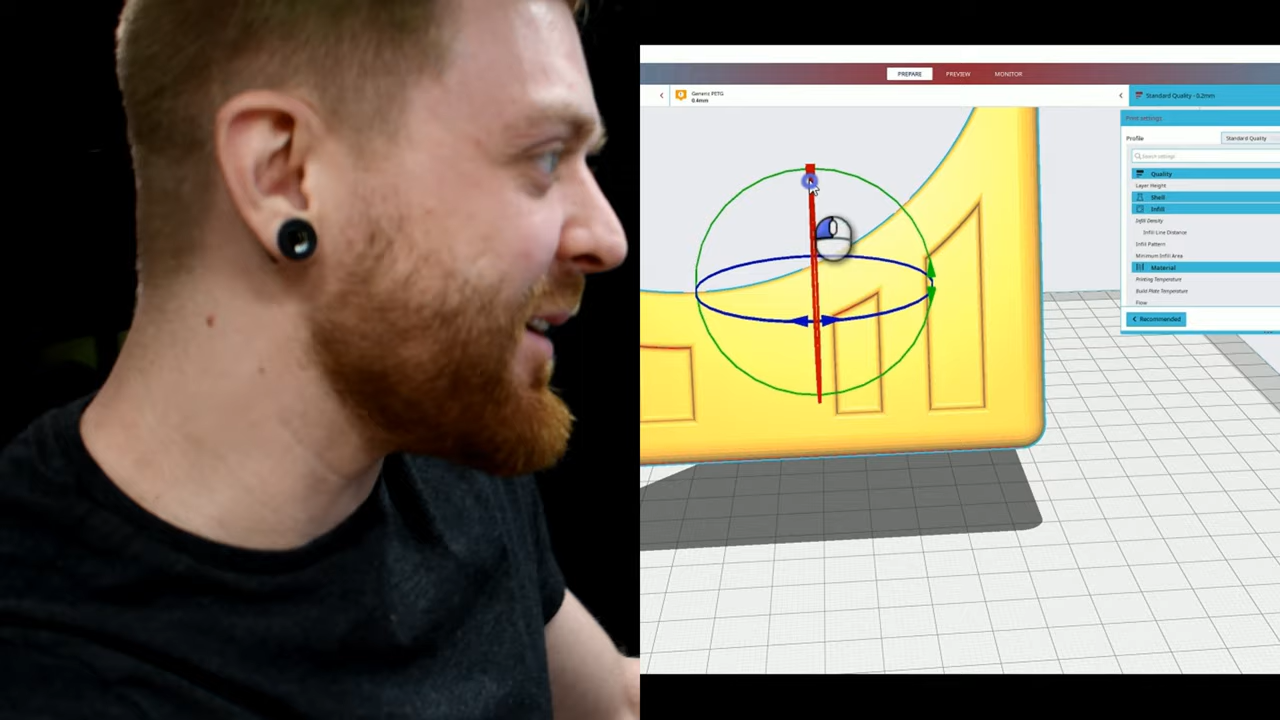 PREPARE PREVIEW MONITOR
Generic PETG
0.4mm
Standard Quality - 0.2mm
Print settings
Profile Standard Quality
Search settings
Quality
Layer Height
Shell
Infill
Infill Density
Infill Line Distance
Infill Pattern
Minimum Infill Area
Material
Printing Temperature
Build Plate Temperature
Flow
Recommended